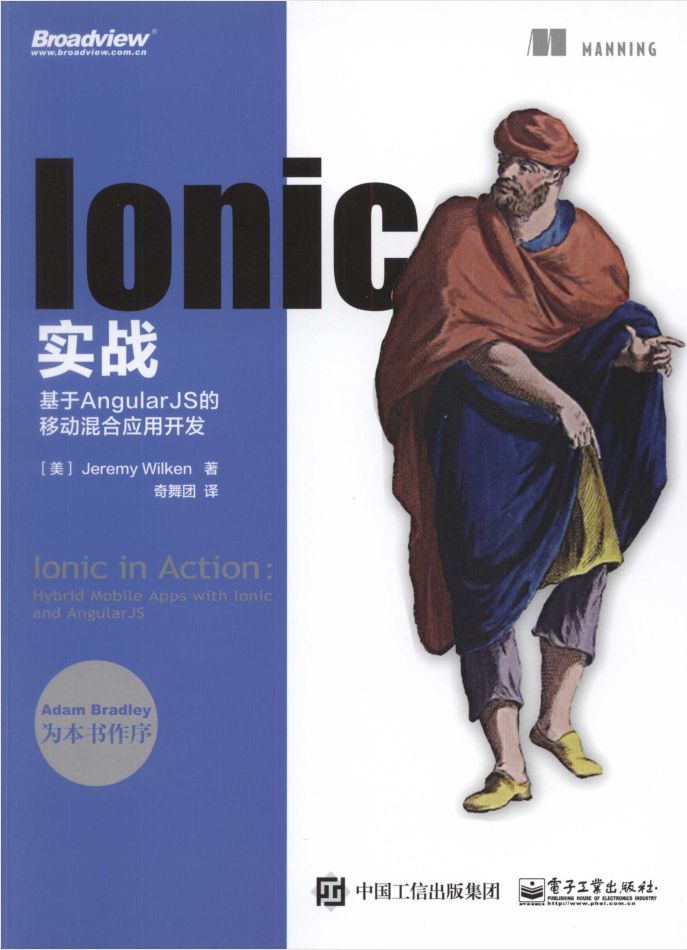 Broadview®
www.broadview.com.cn
MANNING
Ionic
实战
基于AngularJS的
移动混合应用开发
[美] Jeremy Wilken 著
奇舞团 译
Ionic in Action:
Hybrid Mobile Apps with Ionic
and AngularJS
Adam Bradley
为本书作序
中国工信出版集团
電子工業出版社·
PUBLISHING HOUSE OF ELECTRONICS INDUSTRY
http://www.phei.com.cn